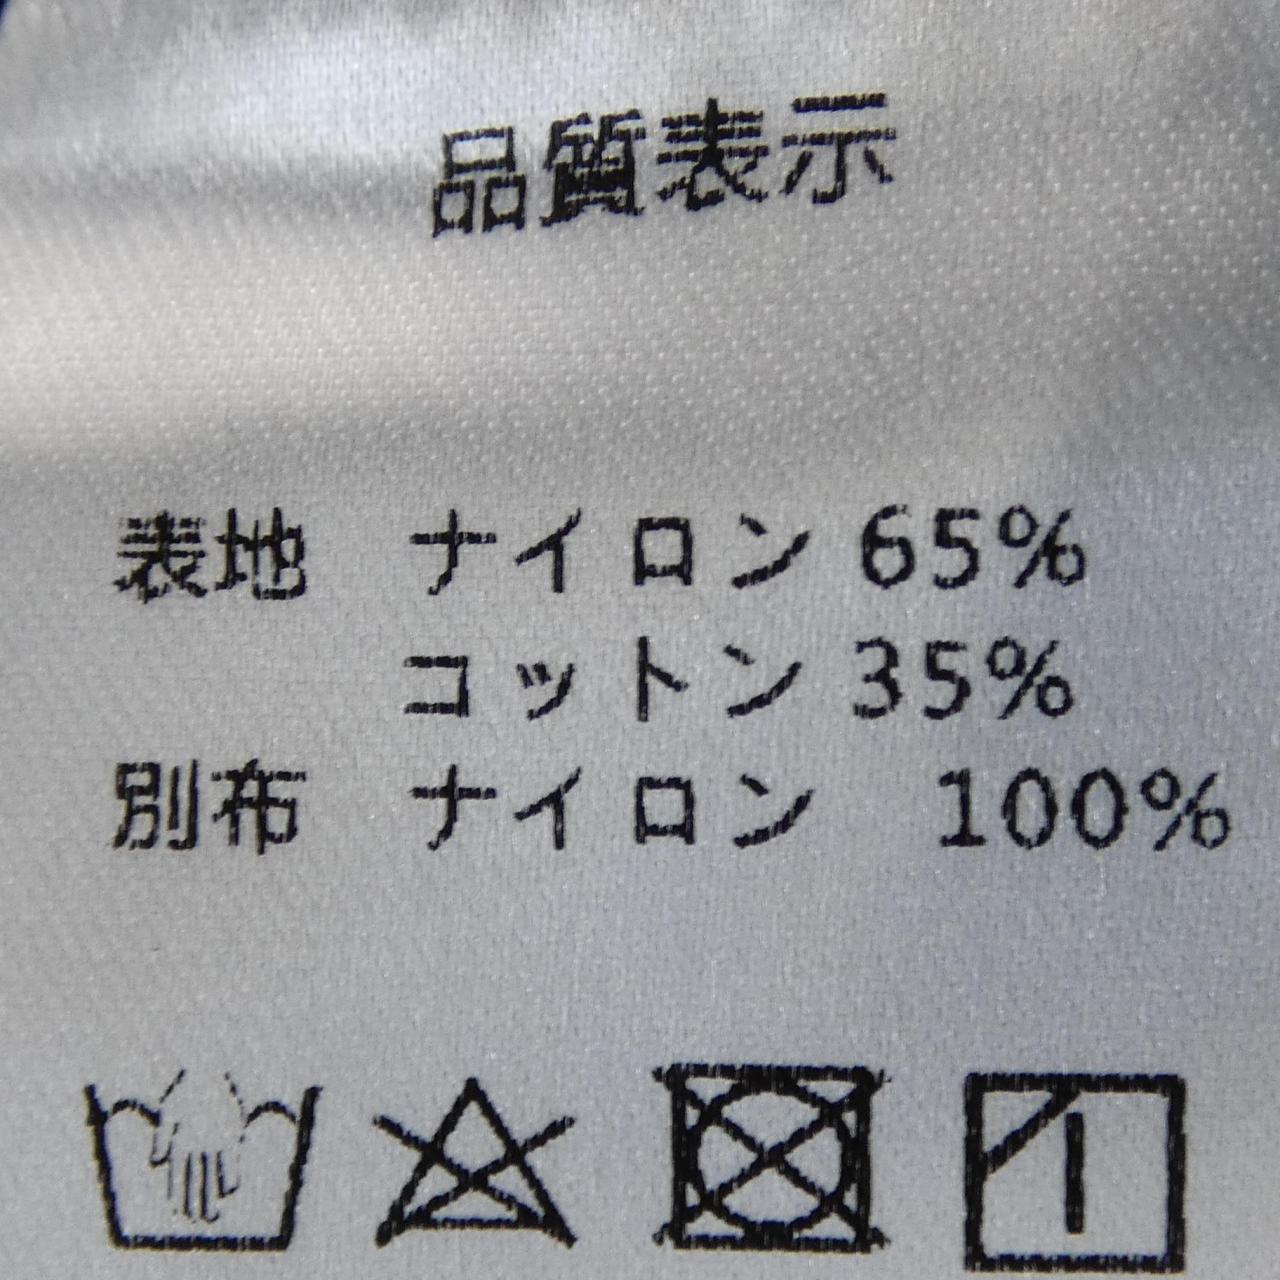 品質表示
表地 ナイロン 65%
コットン 35%
別布 ナイロン 100%